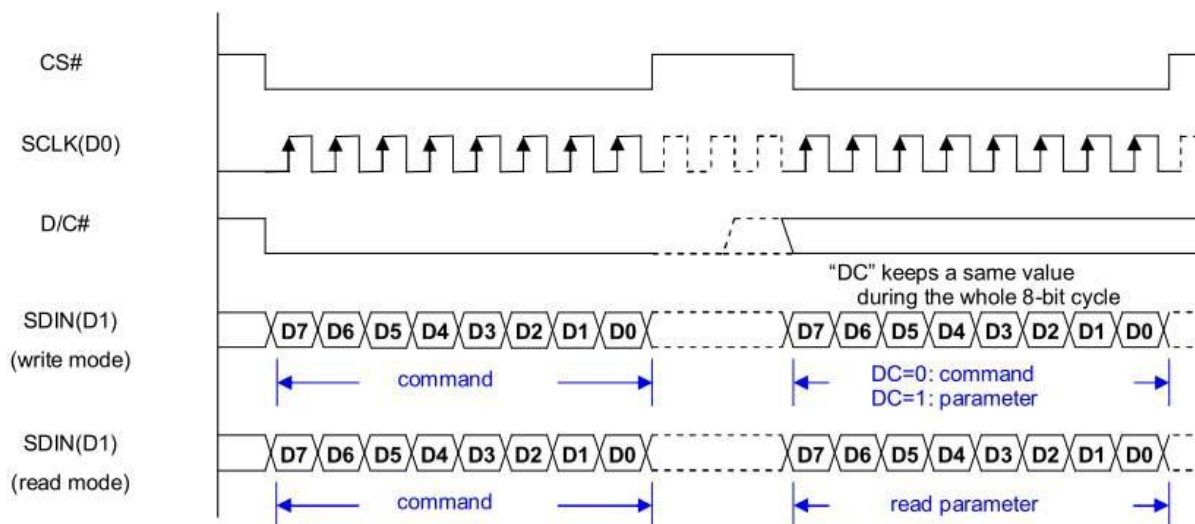 CS#
SCLK(D0)
D/C#
“DC” keeps a same value
during the whole 8-bit cycle
SDIN(D1)
(write mode)
D7 D6 D5 D4 D3 D2 D1 D0 D7 D6 D5 D4 D3 D2 D1 D0
command
DC=0: command
DC=1: parameter
SDIN(D1)
(read mode)
D7 D6 D5 D4 D3 D2 D1 D0 D7 D6 D5 D4 D3 D2 D1 D0
command read parameter